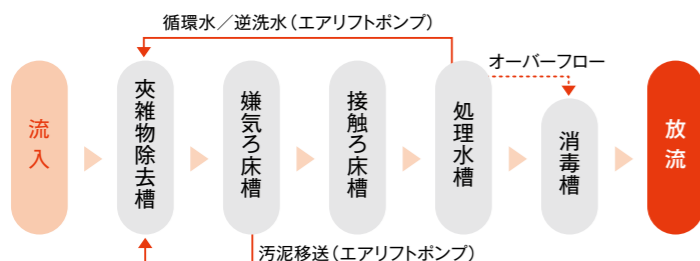 循環水／逆洗水（エアリフトポンプ）
オーバーフロー
流入
夾雑物除去槽
嫌気ろ床槽
接触ろ床槽
処理水槽
消毒槽
放流
汚泥移送（エアリフトポンプ）